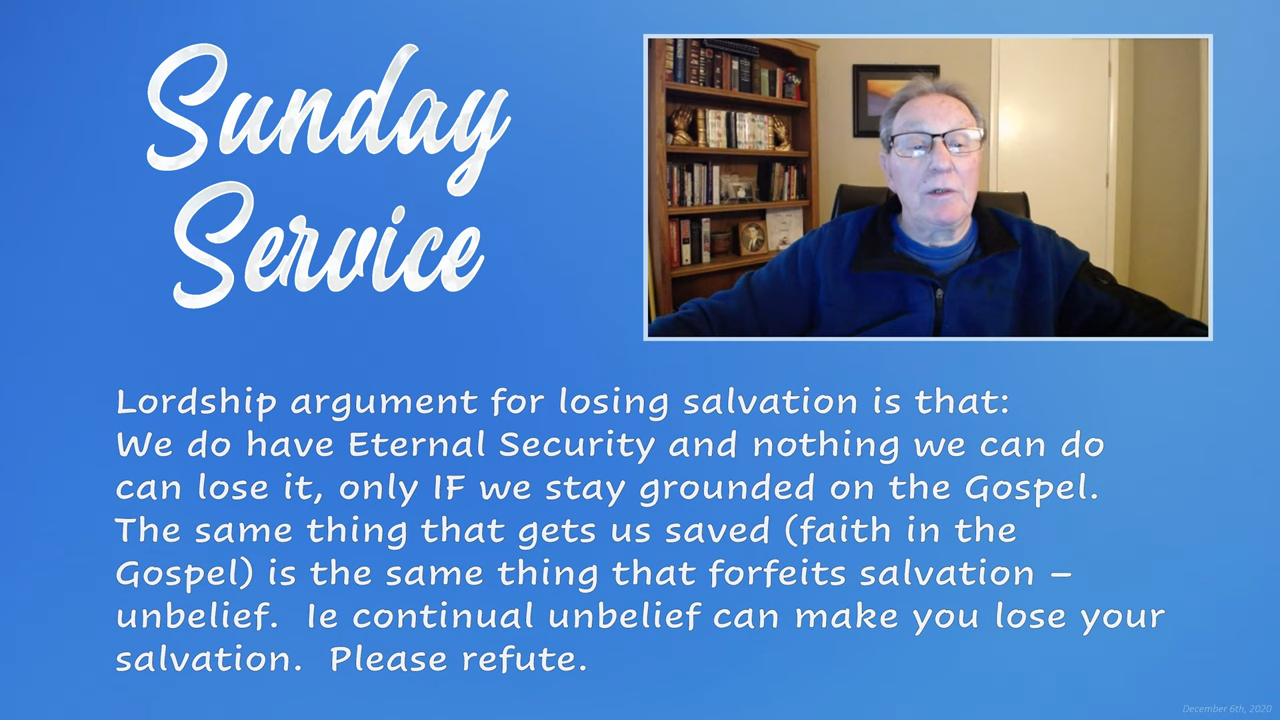 Sunday
Service
Lordship argument for losing salvation is that:
We do have Eternal Security and nothing we can do
can lose it, only IF we stay grounded on the Gospel.
The same thing that gets us saved (faith in the
Gospel) is the same thing that forfeits salvation –
unbelief.  Ie continual unbelief can make you lose your
salvation.  Please refute.
December 6th, 2020